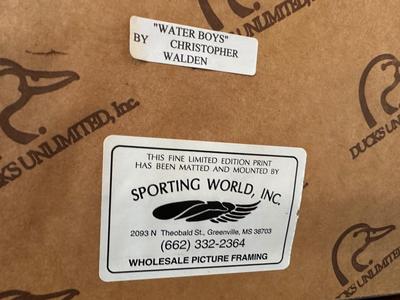 "WATER BOYS"
BY CHRISTOPHER
WALDEN
DUCKS UNLIMITED, Inc.
DUCKS UNLIMITED,
THIS FINE LIMITED EDITION PRINT
HAS BEEN MATTED AND MOUNTED BY
SPORTING WORLD, INC.
2093 N Theobald St., Greenville, MS 38703
(662) 332-2364
WHOLESALE PICTURE FRAMING